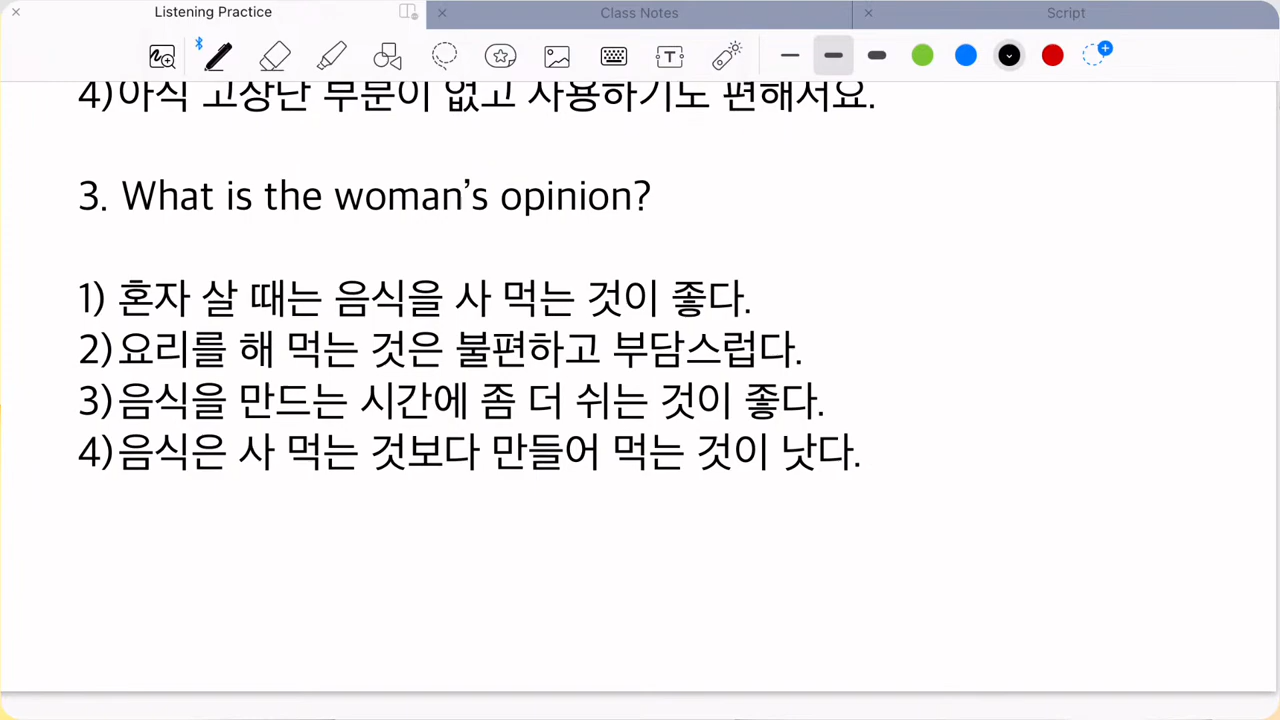 Listening Practice
Class Notes
Script
4)아직 고장난 부분이 없고 사용하기도 편해서요.
3. What is the woman’s opinion?
1) 혼자 살 때는 음식을 사 먹는 것이 좋다.
2)요리를 해 먹는 것은 불편하고 부담스럽다.
3)음식을 만드는 시간에 좀 더 쉬는 것이 좋다.
4)음식은 사 먹는 것보다 만들어 먹는 것이 낫다.